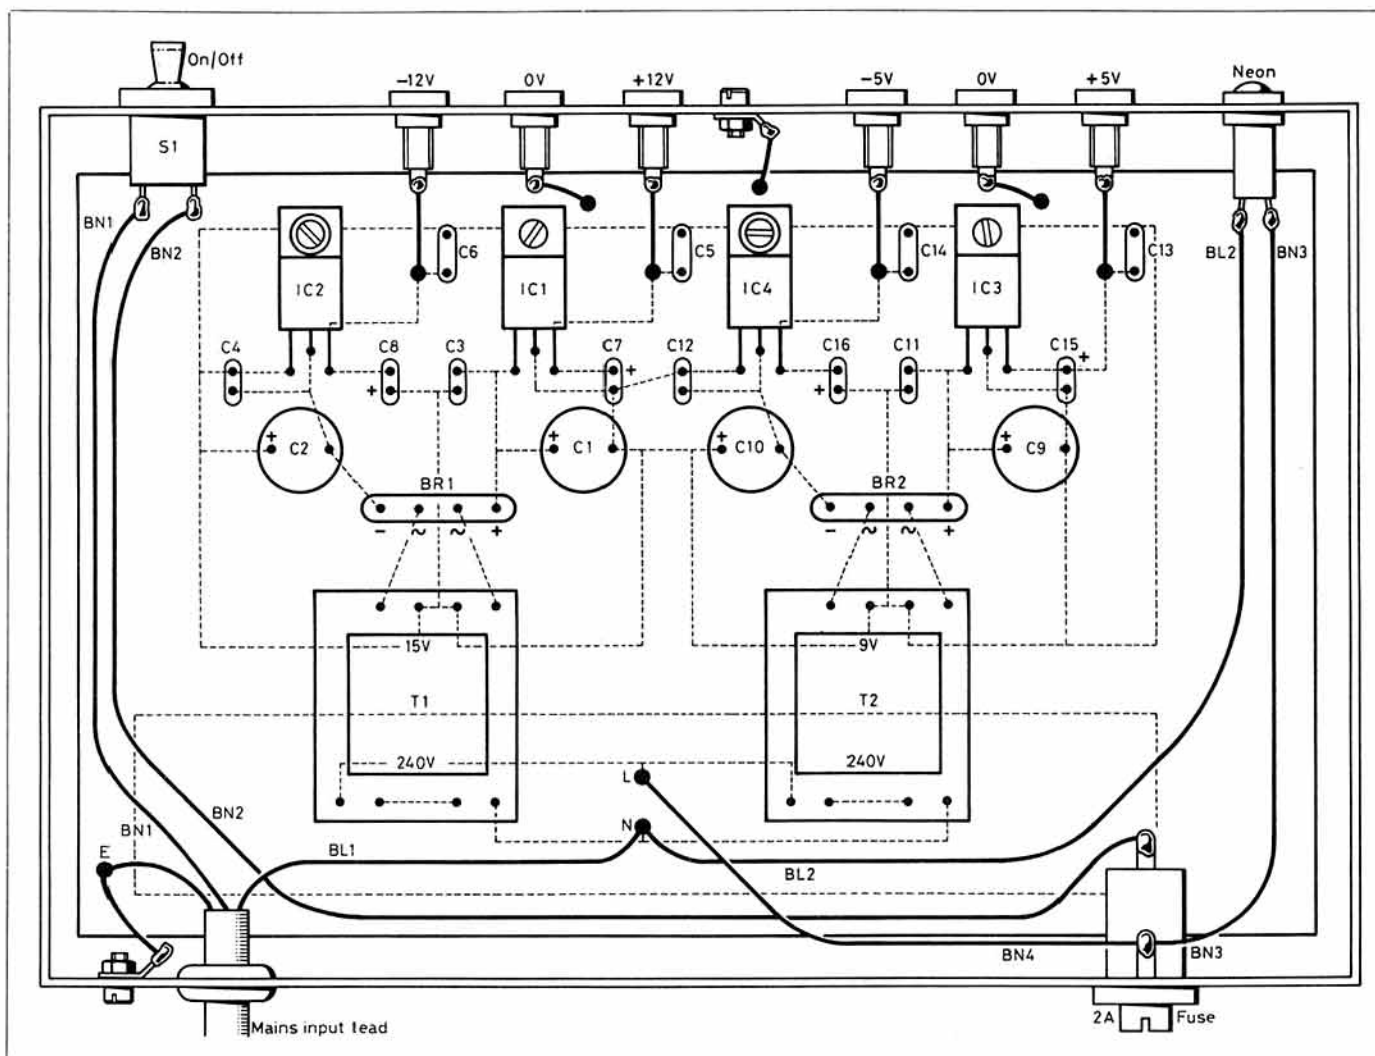 On/Off
-12V 0V +12V -5V 0V +5V Neon
S1
BN1 BN2 C6 C5 C14 C13 BL2 BN3
IC2 IC1 IC4 IC3
C4 C8 C3 C7 C12 C16 C11 C15
+ + + +
+ C2 + C1 + C10 + C9
BR1 BR2
- ~ ~ + - ~ ~ +
15V 9V
T1 T2
240V L 240V
BN2
BN1 N
E BL1 BL2
BN4 BN3
Mains input lead 2A Fuse